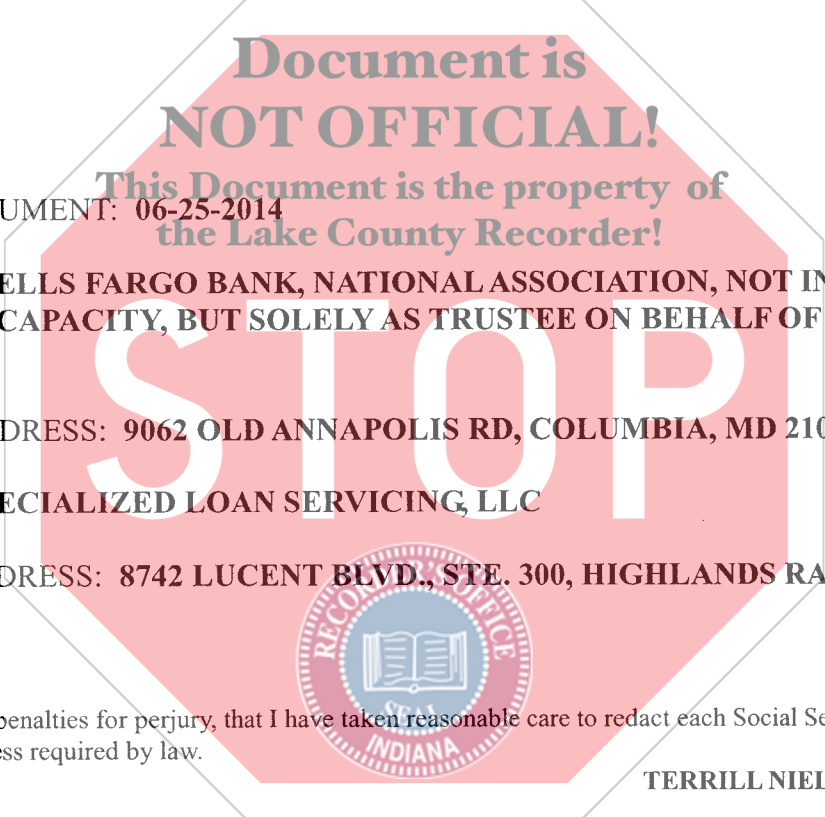 Document is
NOT OFFICIAL!
This Document is the property of
UMENT: 06-25-2014
the Lake County Recorder!
ELLS FARGO BANK, NATIONAL ASSOCIATION, NOT IN
CAPACITY, BUT SOLELY AS TRUSTEE ON BEHALF OF
STOP
DRESS: 9062 OLD ANNAPOLIS RD, COLUMBIA, MD 210
ECIALIZED LOAN SERVICING, LLC
DRESS: 8742 LUCENT BLVD., STE. 300, HIGHLANDS RA
RECORDER'S OFFICE
SEAL
INDIANA
penalties for perjury, that I have taken reasonable care to redact each Social Se
ess required by law.
TERRILL NIEL